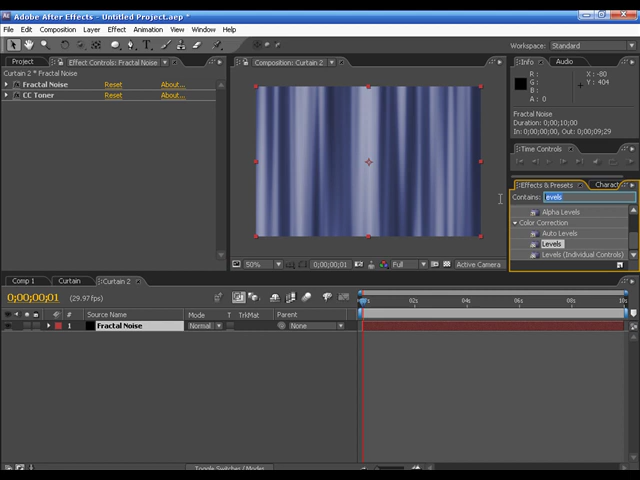 Adobe After Effects - Untitled Project.aep *
File Edit Composition Layer Effect Animation View Window Help
Workspace: Standard
Project Effect Controls: Fractal Noise
Curtain 2 * Fractal Noise
Fractal Noise Reset About...
CC Toner Reset About...
Composition: Curtain 2
50% 0;00;00;01 Full Active Camera
Info Audio
R : X : -80
G : Y : 404
B :
A : 0
Fractal Noise
Duration: 0;00;10;00
In: 0;00;00;00, Out: 0;00;09;29
Time Controls
Effects & Presets Charact
Contains: evels
Alpha Levels
Color Correction
Auto Levels
Levels
Levels (Individual Controls)
Comp 1 Curtain Curtain 2
0;00;00;01 (29.97 fps)
02s 04s 06s 08s 10s
# Source Name Mode T TrkMat Parent
1 Fractal Noise Normal None
Toggle Switches / Modes